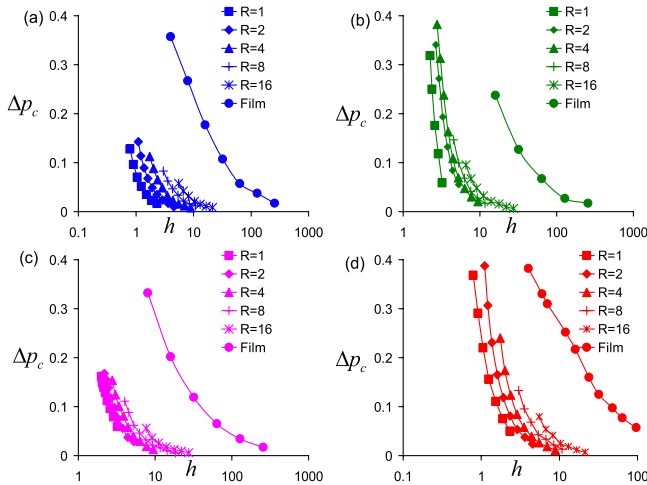 (a)
Δp_c
0.4
0.3
0.2
0.1
0
0.1
1
10
100
1000
h
R=1
R=2
R=4
R=8
R=16
Film
(b)
0.4
0.3
0.2
0.1
0
1
10
100
1000
h
R=1
R=2
R=4
R=8
R=16
Film
(c)
Δp_c
0.4
0.3
0.2
0.1
0
1
10
100
1000
h
R=1
R=2
R=4
R=8
R=16
Film
(d)
Δp_c
0.4
0.3
0.2
0.1
0
0.1
1
10
100
h
R=1
R=2
R=4
R=8
R=16
Film